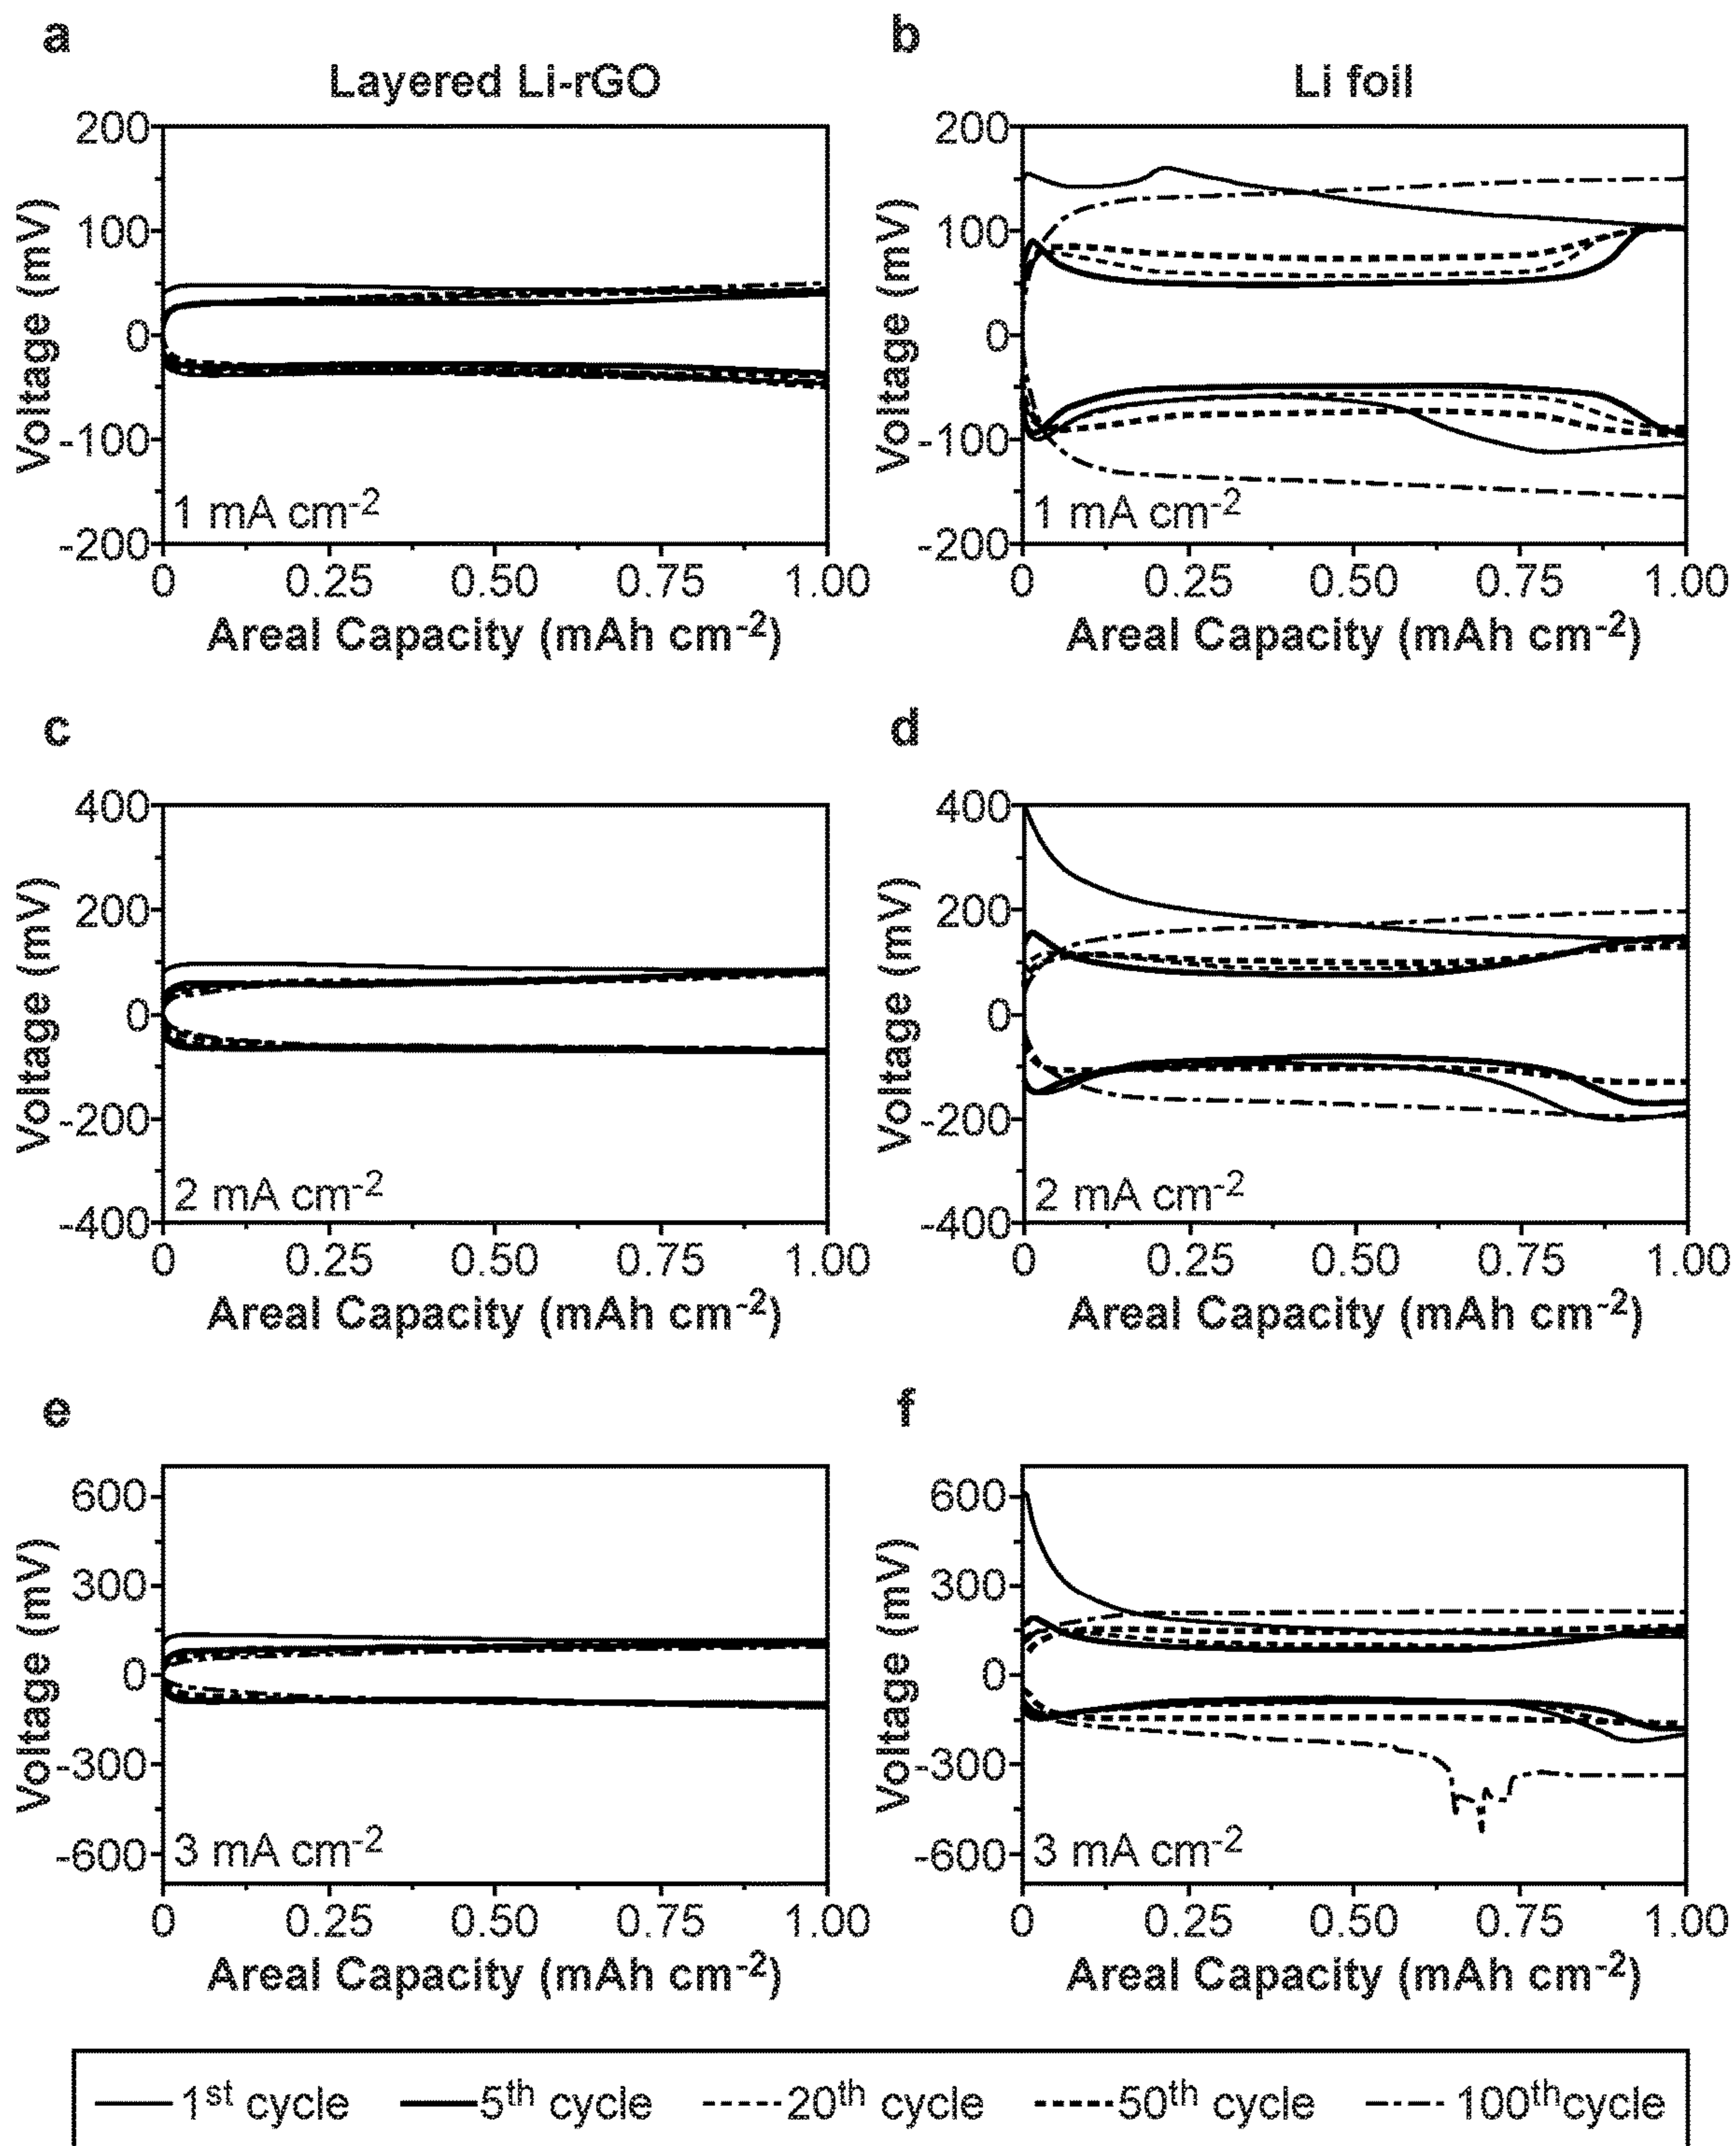 a
b
Layered Li-rGO
Li foil
200
100
0
-100
-200
Voltage (mV)
1 mA cm-2
0 0.25 0.50 0.75 1.00
Areal Capacity (mAh cm-2)
200
100
0
-100
-200
Voltage (mV)
1 mA cm-2
0 0.25 0.50 0.75 1.00
Areal Capacity (mAh cm-2)
c
d
400
200
0
-200
-400
Voltage (mV)
2 mA cm-2
0 0.25 0.50 0.75 1.00
Areal Capacity (mAh cm-2)
400
200
0
-200
-400
Voltage (mV)
2 mA cm-2
0 0.25 0.50 0.75 1.00
Areal Capacity (mAh cm-2)
e
f
600
300
0
-300
-600
Voltage (mV)
3 mA cm-2
0 0.25 0.50 0.75 1.00
Areal Capacity (mAh cm-2)
600
300
0
-300
-600
Voltage (mV)
3 mA cm-2
0 0.25 0.50 0.75 1.00
Areal Capacity (mAh cm-2)
1st cycle 5th cycle 20th cycle 50th cycle 100thcycle